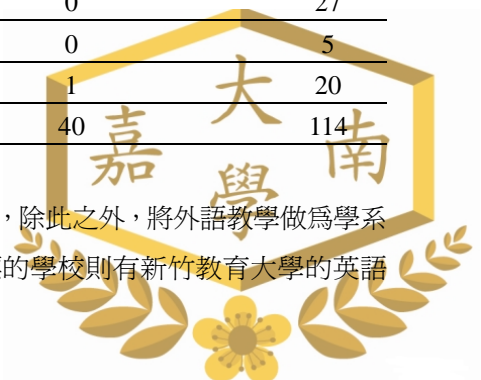 0 27
0 5
1 20
40 114
大
嘉 南
學
，除此之外，將外語教學做爲學系
的學校則有新竹教育大學的英語